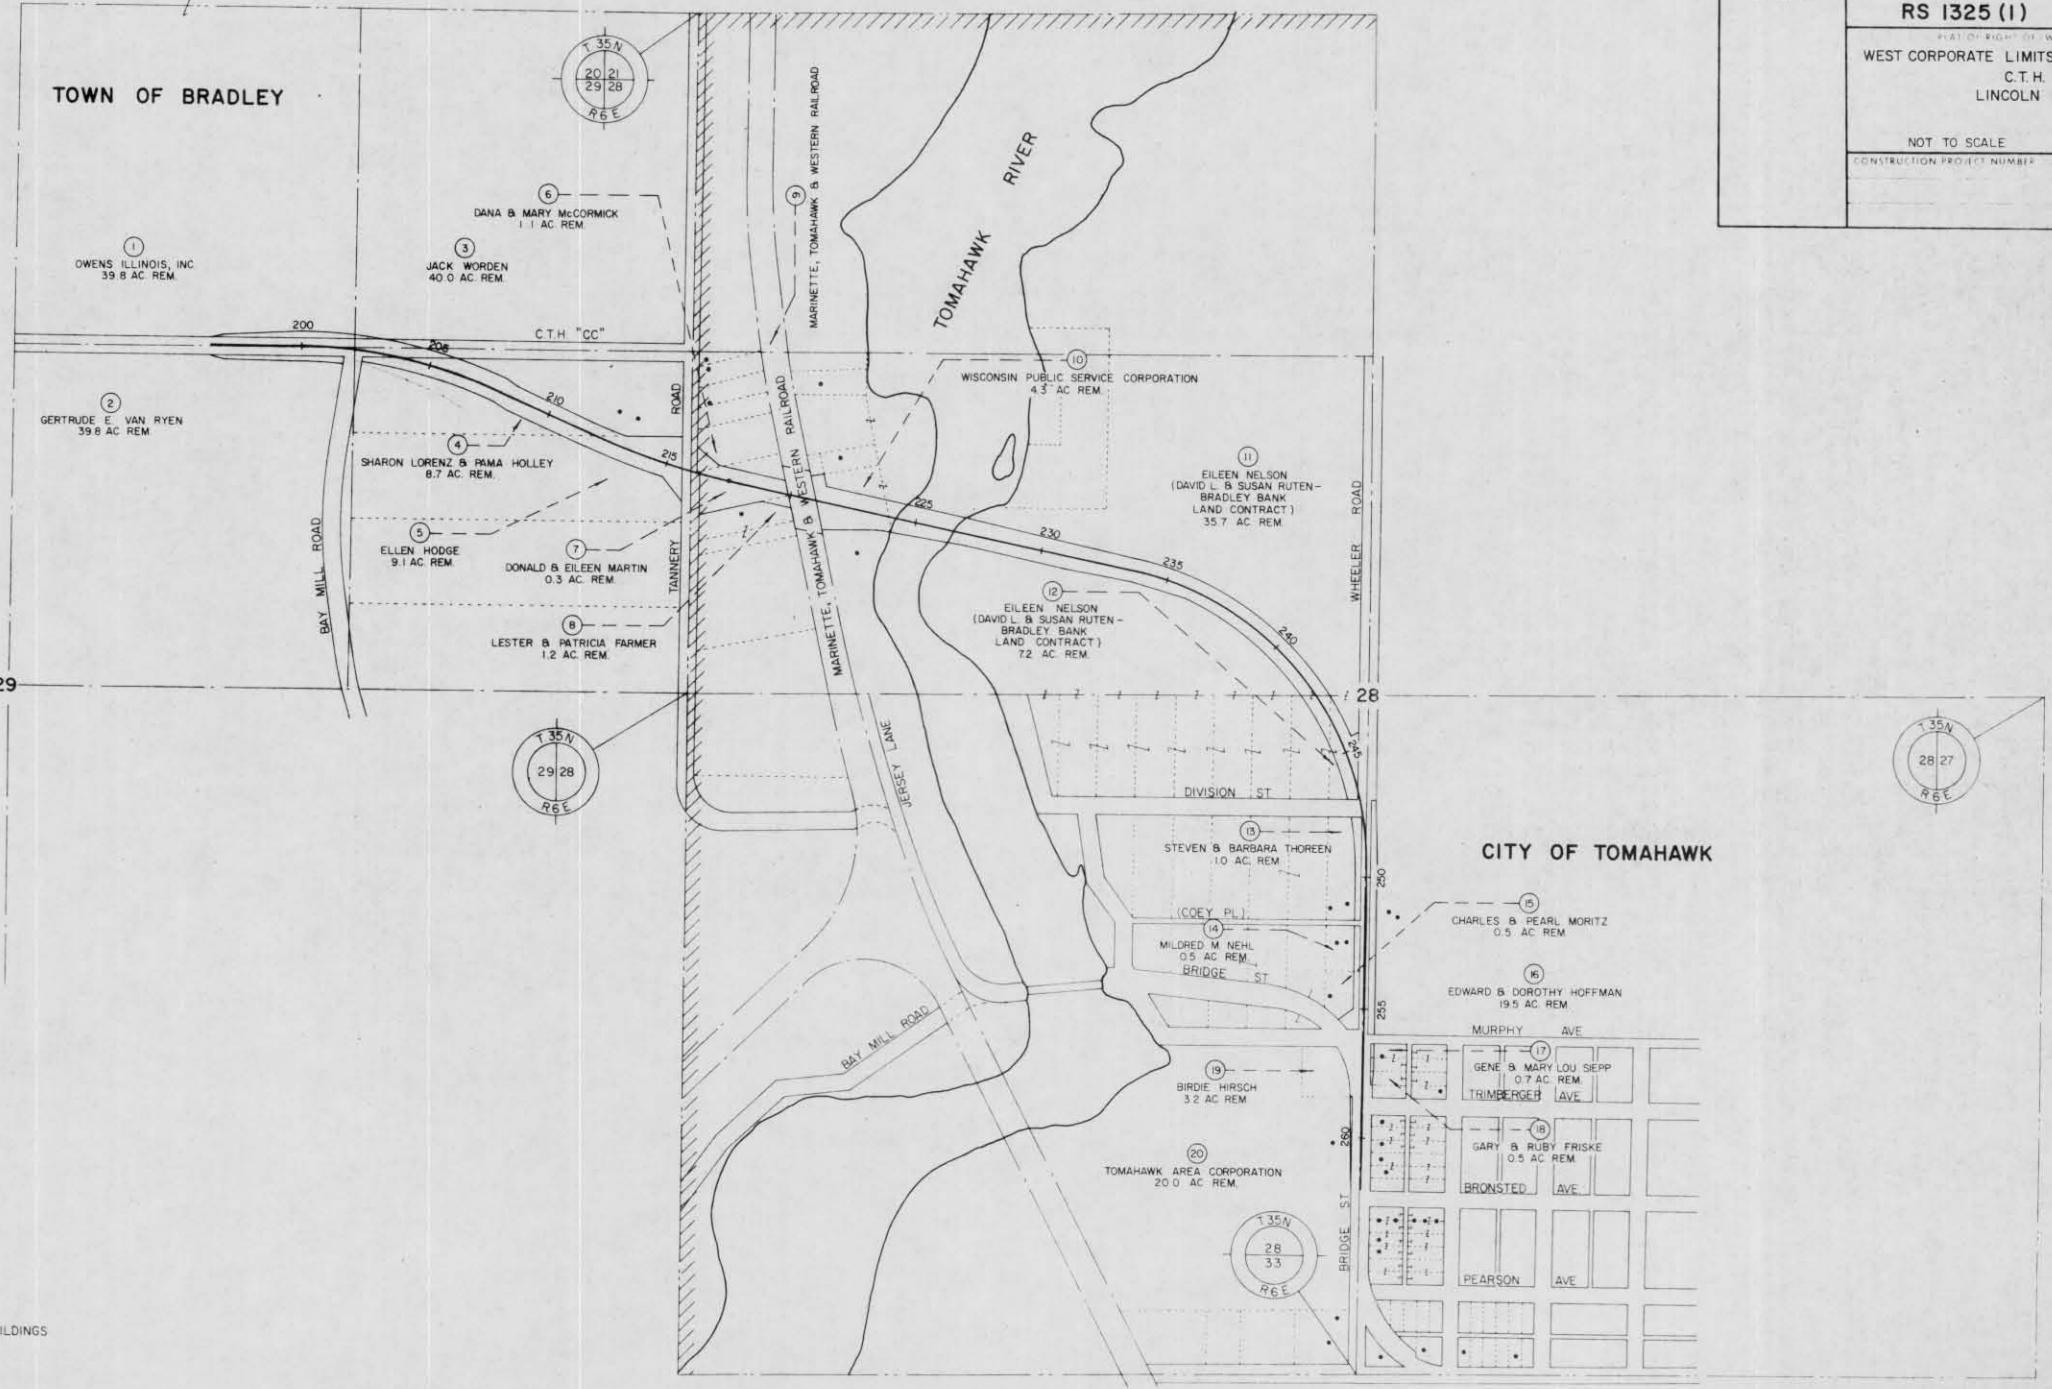 RS 1325 (1)
WEST CORPORATE LIMITS
C.T.H.
LINCOLN
NOT TO SCALE
CONSTRUCTION PROJECT NUMBER
TOWN OF BRADLEY
T 35N
20 21
29 28
R6E
MARINETTE, TOMAHAWK & WESTERN RAILROAD
TOMAHAWK RIVER
6
DANA & MARY McCORMICK
1.1 AC. REM.
9
1
OWENS ILLINOIS, INC
39.8 AC. REM.
3
JACK WORDEN
40.0 AC. REM.
200
205
C.T.H. "CC"
210
215
225
230
235
240
245
250
255
260
2
GERTRUDE E. VAN RYEN
39.8 AC. REM.
4
SHARON LORENZ & PAMA HOLLEY
8.7 AC. REM.
5
ELLEN HODGE
9.1 AC. REM.
7
DONALD & EILEEN MARTIN
0.3 AC. REM.
8
LESTER & PATRICIA FARMER
1.2 AC. REM.
BAY MILL ROAD
TANNERY ROAD
MARINETTE, TOMAHAWK & WESTERN RAILROAD
10
WISCONSIN PUBLIC SERVICE CORPORATION
4.3 AC. REM.
11
EILEEN NELSON
(DAVID L. & SUSAN RUTEN-
BRADLEY BANK
LAND CONTRACT)
35.7 AC. REM.
WHEELER ROAD
12
EILEEN NELSON
(DAVID L. & SUSAN RUTEN-
BRADLEY BANK
LAND CONTRACT)
7.2 AC. REM.
29
28
T 35N
29 28
R6E
T 35N
28 27
R6E
JERSEY LANE
DIVISION ST
13
STEVEN & BARBARA THOREEN
1.0 AC. REM
CITY OF TOMAHAWK
(COEY PL)
14
MILDRED M. NEHL
0.5 AC REM.
BRIDGE ST
15
CHARLES & PEARL MORITZ
0.5 AC. REM
16
EDWARD & DOROTHY HOFFMAN
19.5 AC. REM
MURPHY AVE
BAY MILL ROAD
17
GENE & MARY LOU SIEPP
0.7 AC. REM.
TRIMBERGER AVE
18
GARY & RUBY FRISKE
0.5 AC. REM
BRONSTED AVE
19
BIRDIE HIRSCH
3.2 AC REM
20
TOMAHAWK AREA CORPORATION
20.0 AC REM.
T 35N
28
33
R6E
BRIDGE ST
PEARSON AVE
ILDINGS